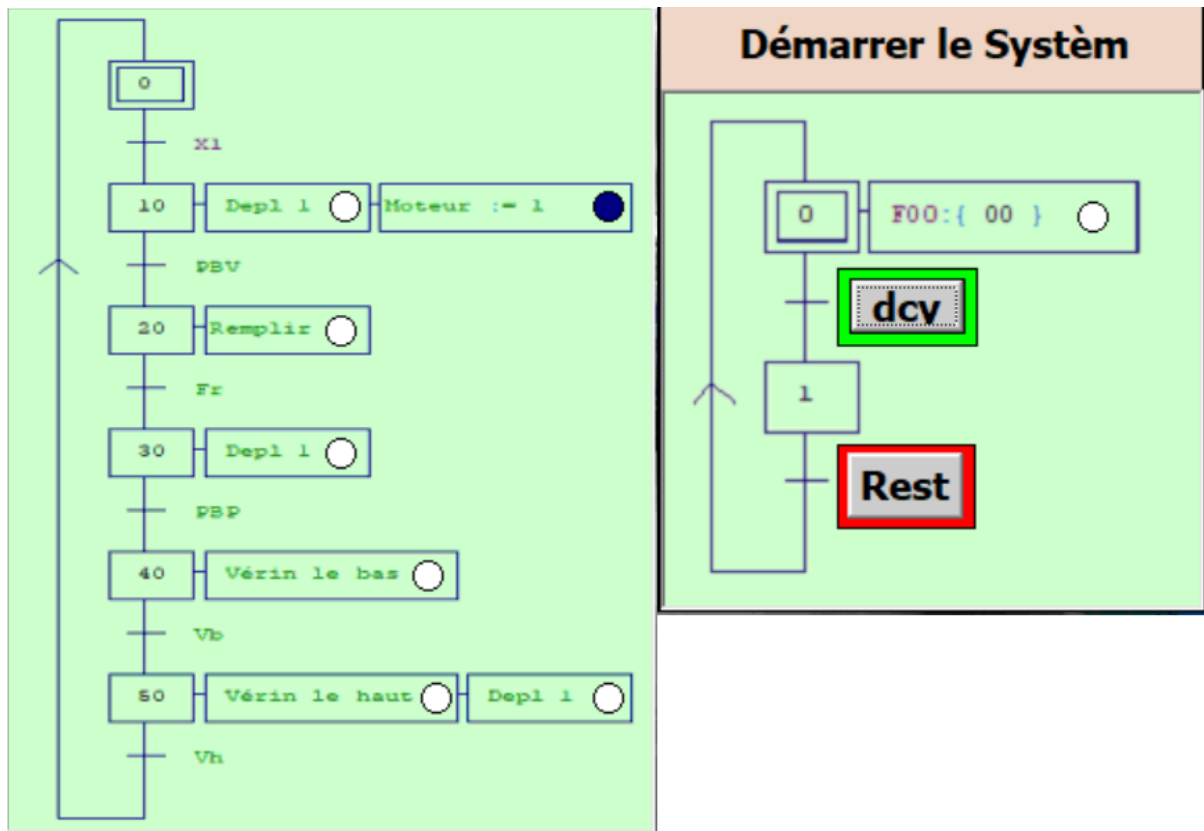 0
X1
10 Depl 1 Moteur := 1
PBV
20 Remplir
Fr
30 Depl 1
PBP
40 Vérin le bas
Vb
50 Vérin le haut Depl 1
Vh
Démarrer le Systèm
0 F00:{ 00 }
dcy
1
Rest